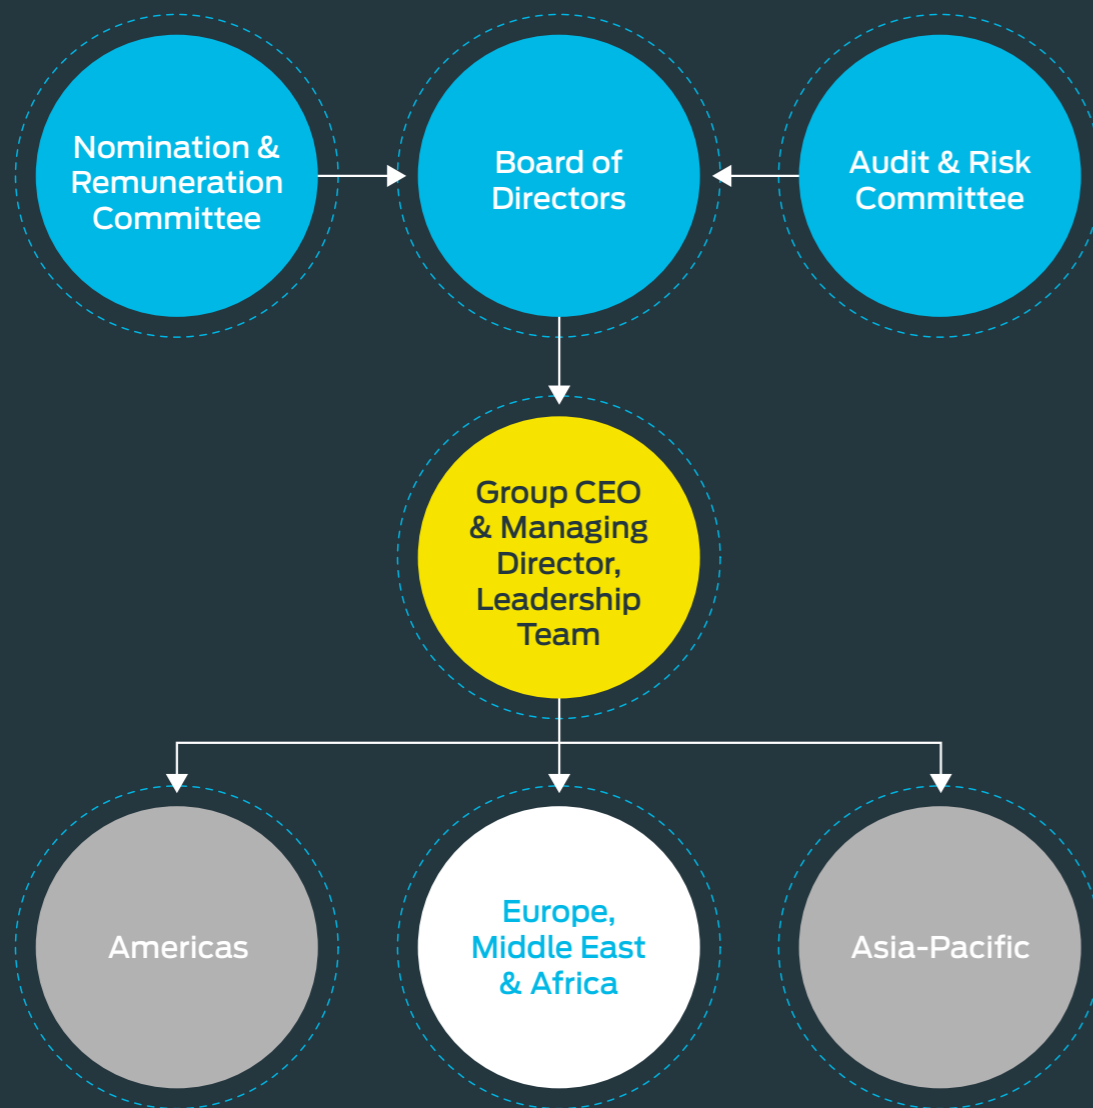 Nomination &
Remuneration
Committee
Board of
Directors
Audit & Risk
Committee
Group CEO
& Managing
Director,
Leadership
Team
Americas
Europe,
Middle East
& Africa
Asia-Pacific